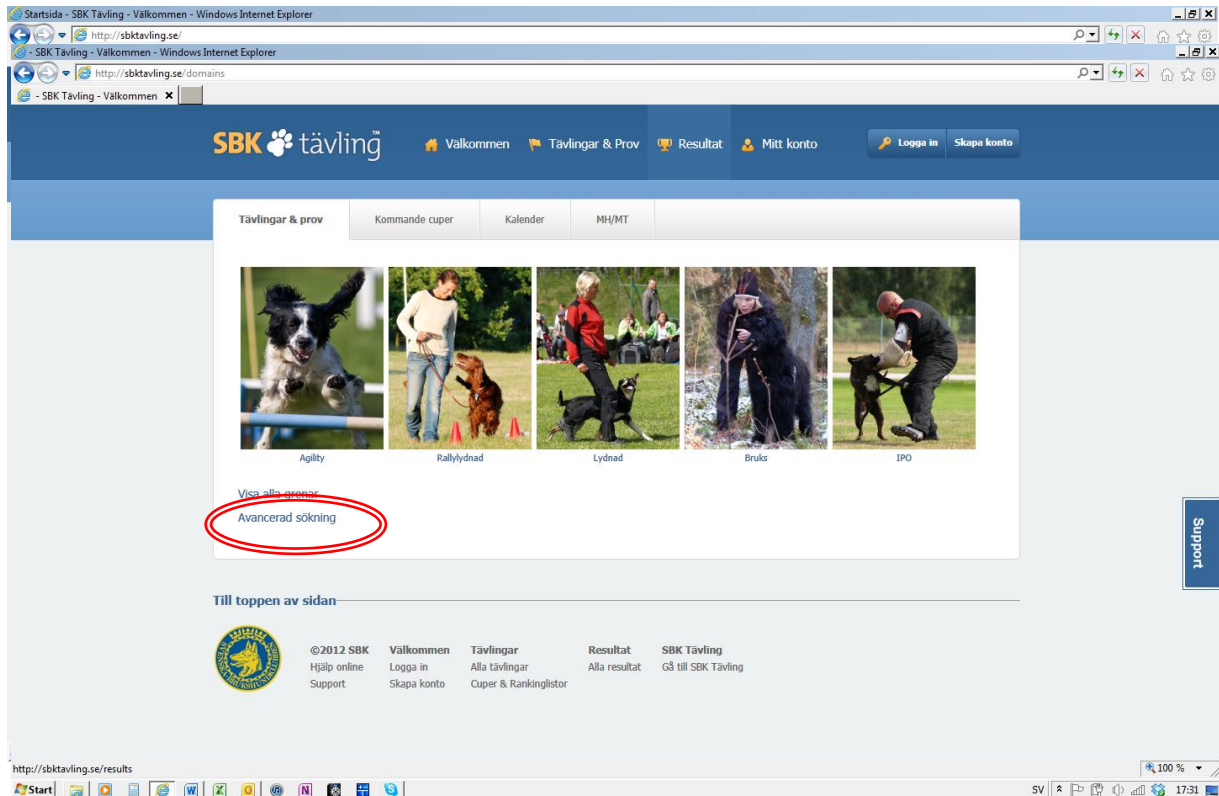 Startsida - SBK Tävling - Välkommen - Windows Internet Explorer
http://sbktavling.se/
- SBK Tävling - Välkommen - Windows Internet Explorer
http://sbktavling.se/domains
- SBK Tävling - Välkommen
SBK tävling Välkommen Tävlingar & Prov Resultat Mitt konto Logga in Skapa konto
Tävlingar & prov Kommande cuper Kalender MH/MT
Agility Rallylydnad Lydnad Bruks IPO
Visa alla grenar
Avancerad sökning
Support
Till toppen av sidan
©2012 SBK Välkommen Tävlingar Resultat SBK Tävling
Hjälp online Logga in Alla tävlingar Alla resultat Gå till SBK Tävling
Support Skapa konto Cuper & Rankinglistor
http://sbktavling.se/results
100 %
Start SV 17:31